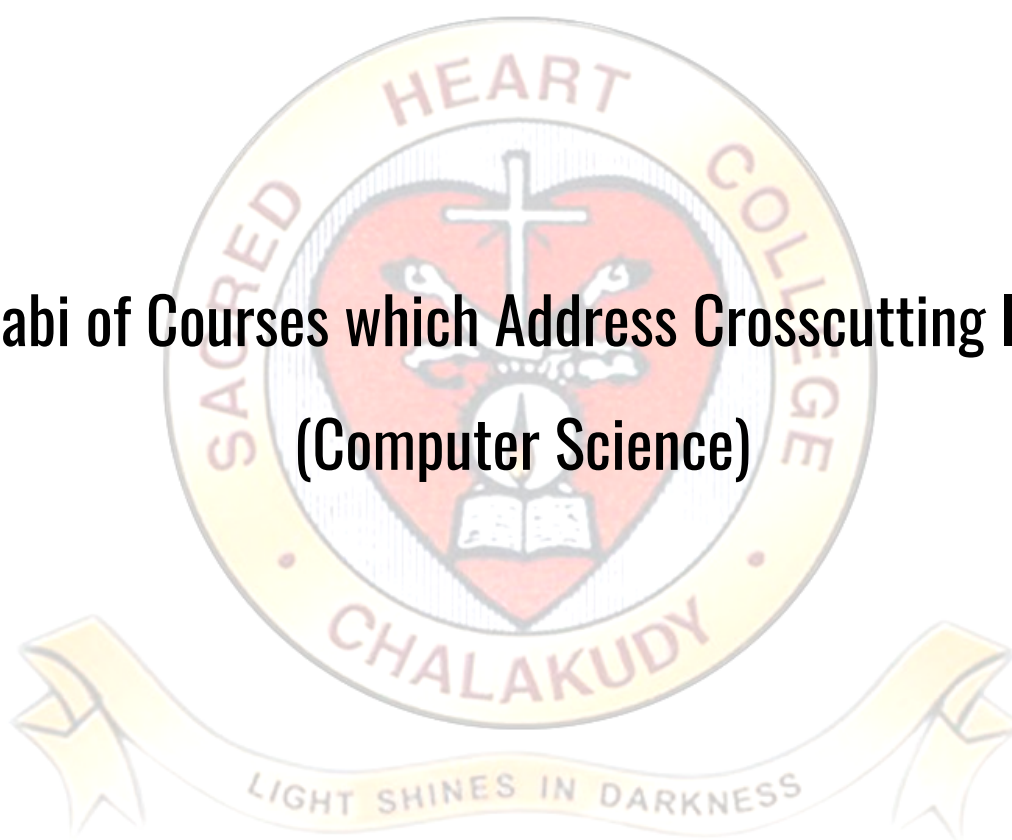 SACRED HEART COLLEGE
abi of Courses which Address Crosscutting I
(Computer Science)
CHALAKUDY
LIGHT SHINES IN DARKNESS